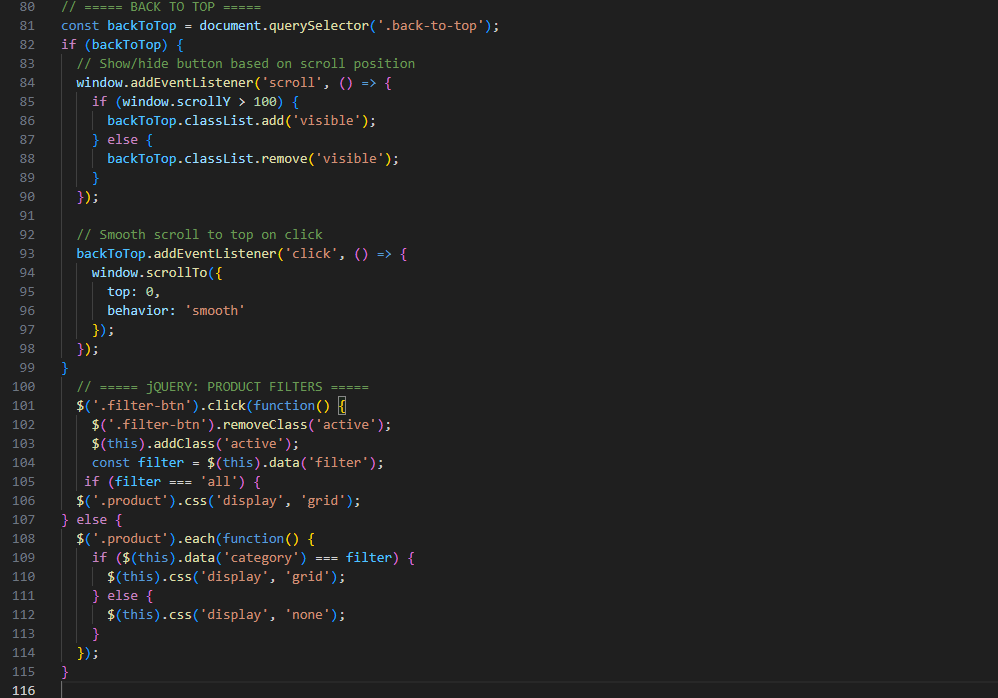 80 // ===== BACK TO TOP =====
81 const backToTop = document.querySelector('.back-to-top');
82 if (backToTop) {
83   // Show/hide button based on scroll position
84   window.addEventListener('scroll', () => {
85     if (window.scrollY > 100) {
86       backToTop.classList.add('visible');
87     } else {
88       backToTop.classList.remove('visible');
89     }
90   });
91
92   // Smooth scroll to top on click
93   backToTop.addEventListener('click', () => {
94     window.scrollTo({
95       top: 0,
96       behavior: 'smooth'
97     });
98   });
99 }
100   // ===== jQUERY: PRODUCT FILTERS =====
101   $('.filter-btn').click(function() {
102     $('.filter-btn').removeClass('active');
103     $(this).addClass('active');
104     const filter = $(this).data('filter');
105    if (filter === 'all') {
106   $('.product').css('display', 'grid');
107 } else {
108   $('.product').each(function() {
109     if ($(this).data('category') === filter) {
110       $(this).css('display', 'grid');
111     } else {
112       $(this).css('display', 'none');
113     }
114   });
115 }
116